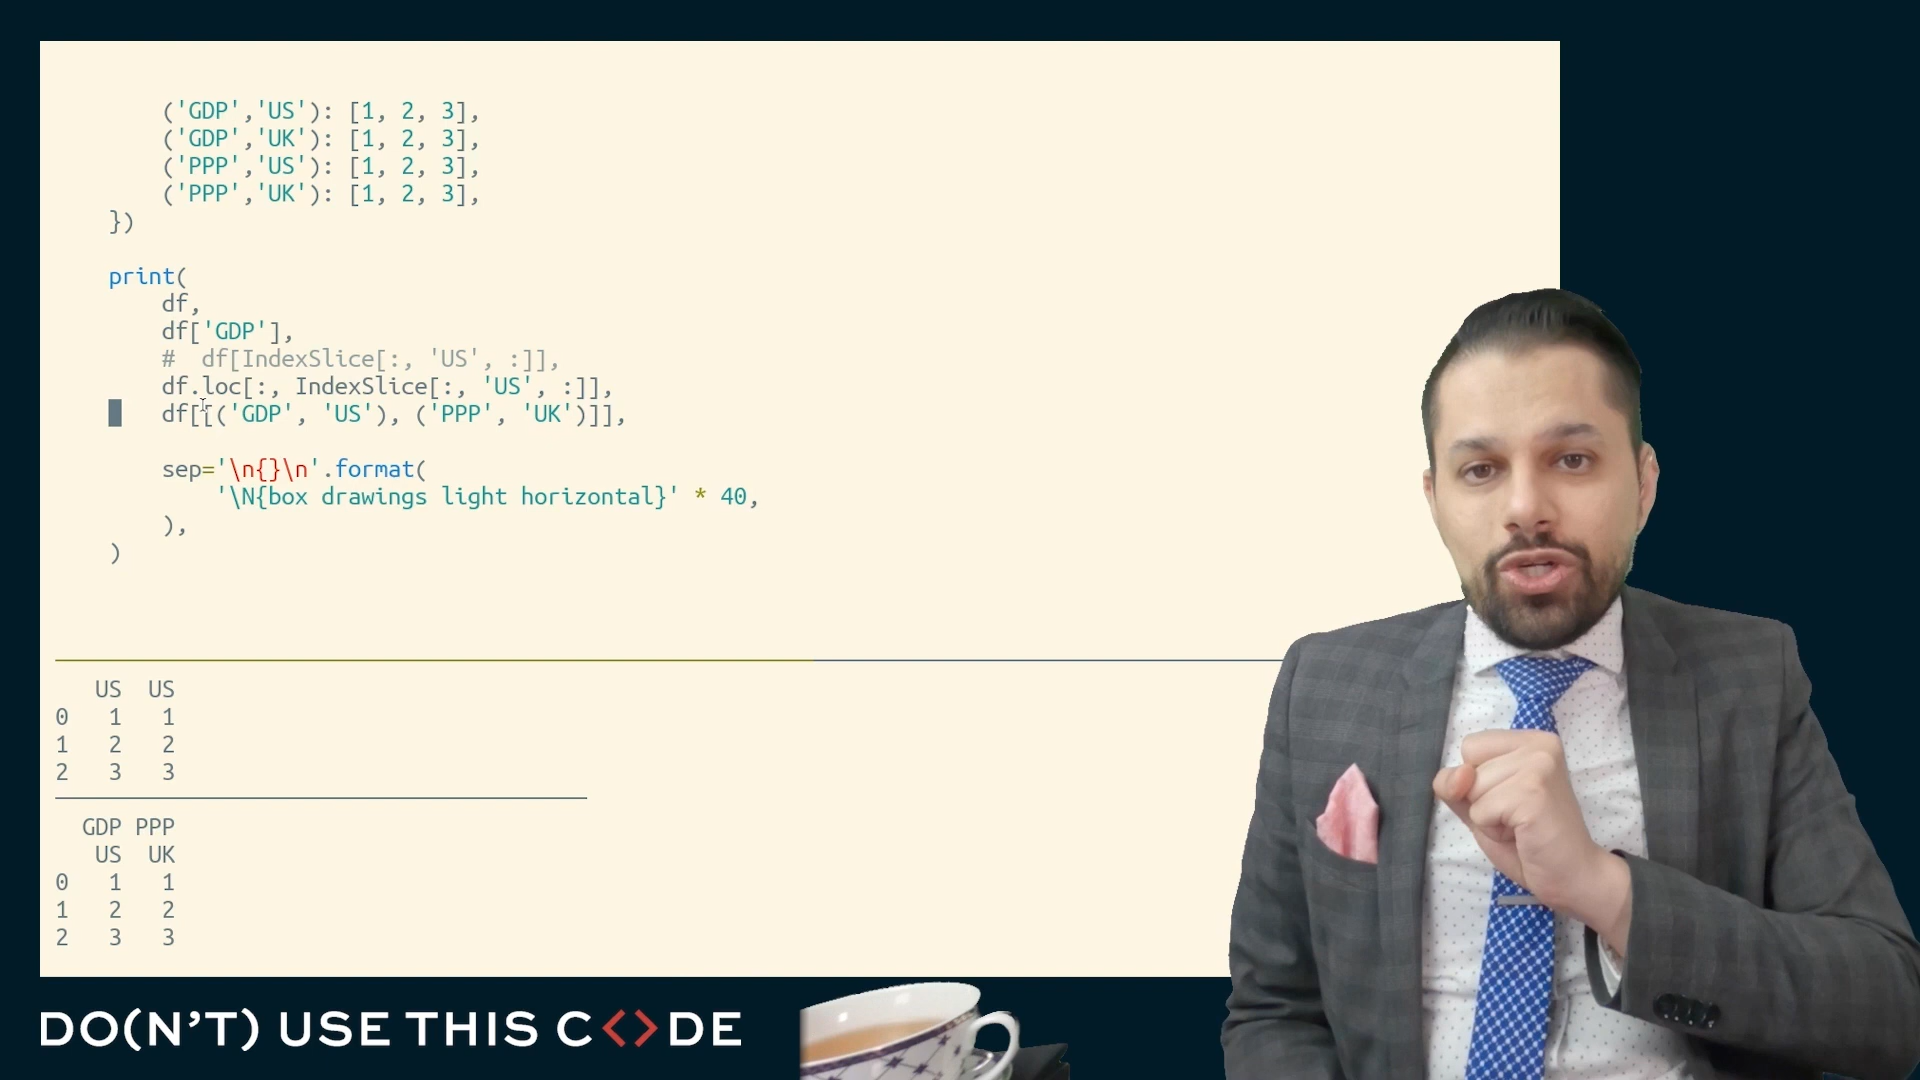 ('GDP','US'): [1, 2, 3],
('GDP','UK'): [1, 2, 3],
('PPP','US'): [1, 2, 3],
('PPP','UK'): [1, 2, 3],
})
print(
df,
df['GDP'],
#  df[IndexSlice[:, 'US', :]],
df.loc[:, IndexSlice[:, 'US', :]],
df[[('GDP', 'US'), ('PPP', 'UK')]],
sep='\n{}\n'.format(
'\N{box drawings light horizontal}' * 40,
),
)
US US
0 1 1
1 2 2
2 3 3
GDP PPP
US UK
0 1 1
1 2 2
2 3 3
DO(N'T) USE THIS C<>DE